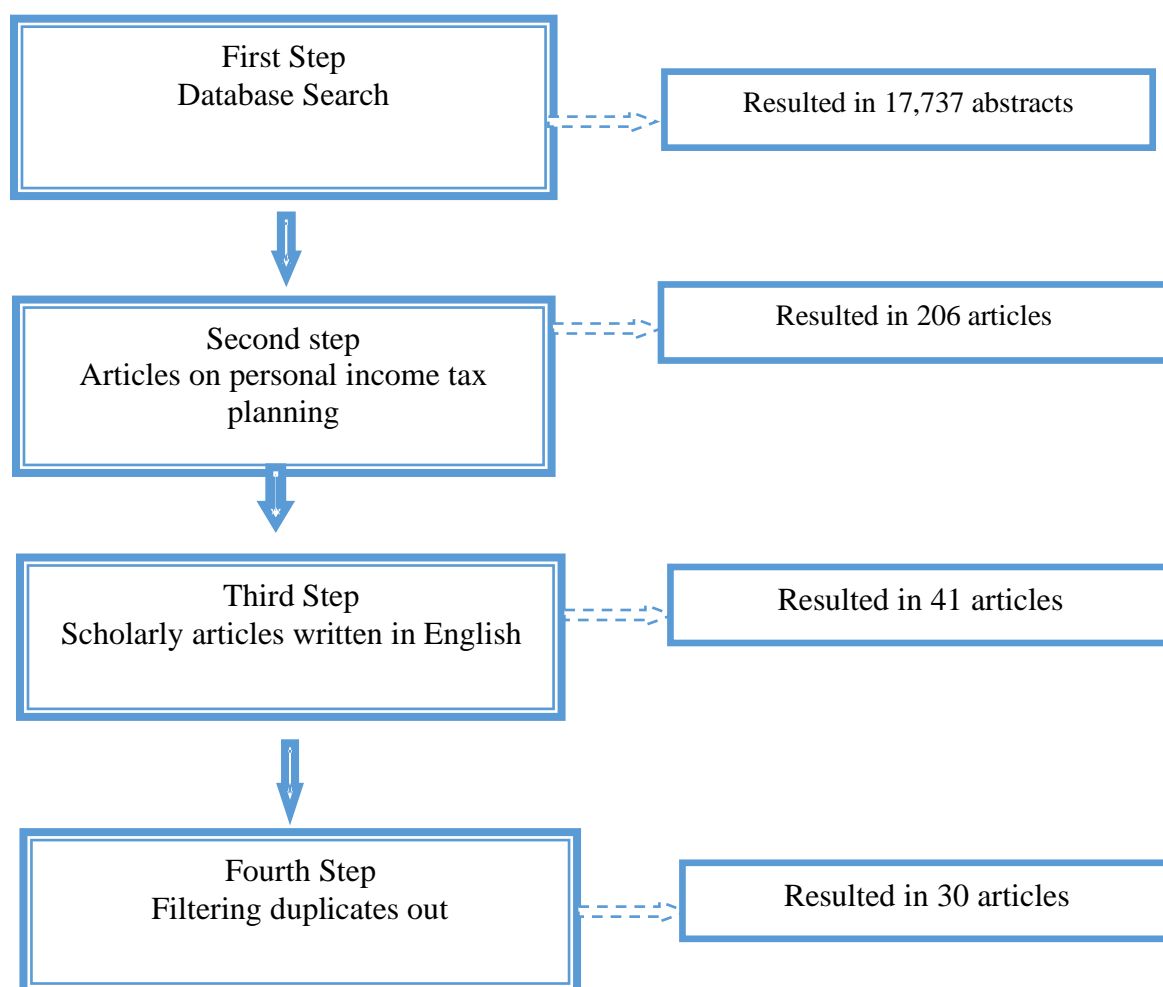 First Step
Database Search
Resulted in 17,737 abstracts
Second step
Articles on personal income tax
planning
Resulted in 206 articles
Third Step
Scholarly articles written in English
Resulted in 41 articles
Fourth Step
Filtering duplicates out
Resulted in 30 articles